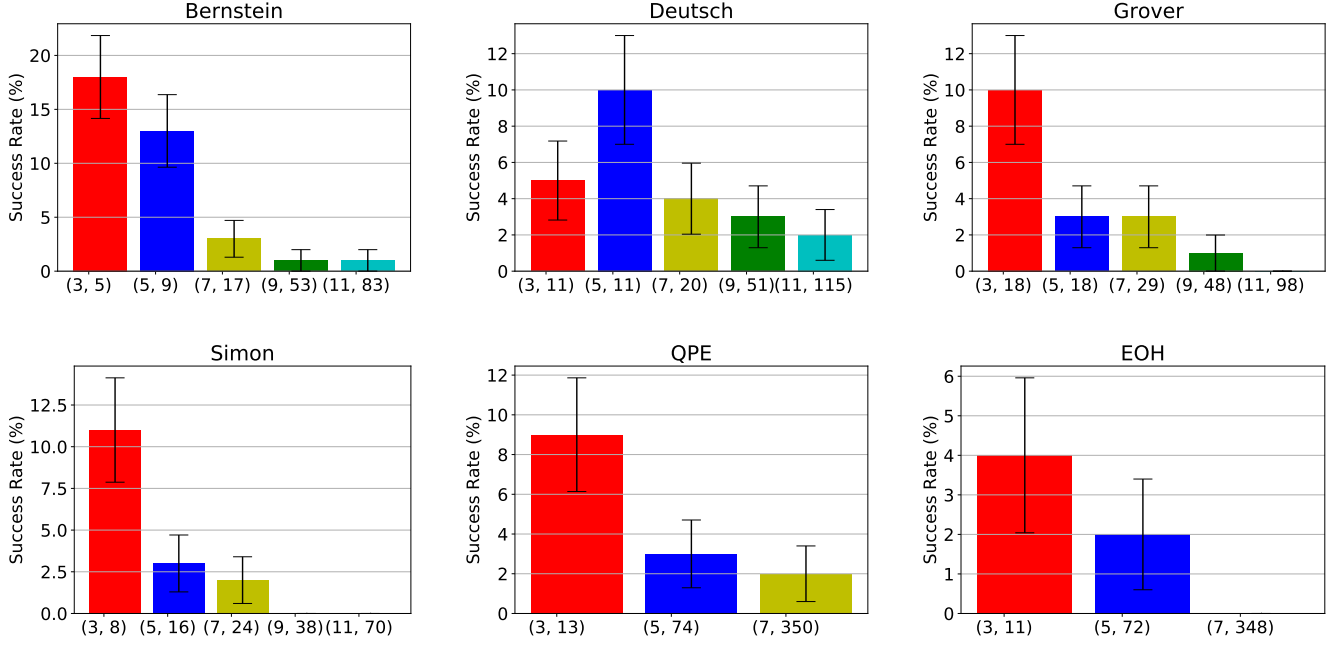 Bernstein
Success Rate (%)
20
15
10
5
0
(3, 5) (5, 9) (7, 17) (9, 53) (11, 83)
Deutsch
Success Rate (%)
12
10
8
6
4
2
0
(3, 11) (5, 11) (7, 20) (9, 51) (11, 115)
Grover
Success Rate (%)
12
10
8
6
4
2
0
(3, 18) (5, 18) (7, 29) (9, 48) (11, 98)
Simon
Success Rate (%)
12.5
10.0
7.5
5.0
2.5
0.0
(3, 8) (5, 16) (7, 24) (9, 38) (11, 70)
QPE
Success Rate (%)
12
10
8
6
4
2
0
(3, 13) (5, 74) (7, 350)
EOH
Success Rate (%)
6
5
4
3
2
1
0
(3, 11) (5, 72) (7, 348)